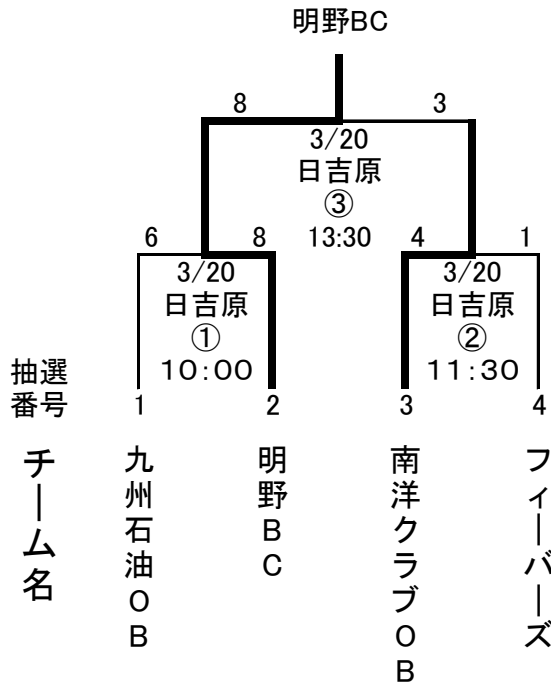 明野BC
8 3
3/20
日吉原
③
13:30
6 8 4 1
3/20
日吉原
①
10:00
3/20
日吉原
②
11:30
抽選
番号
1 2 3 4
チーム名
九州石油OB
明野BC
南洋クラブOB
フィーバーズ